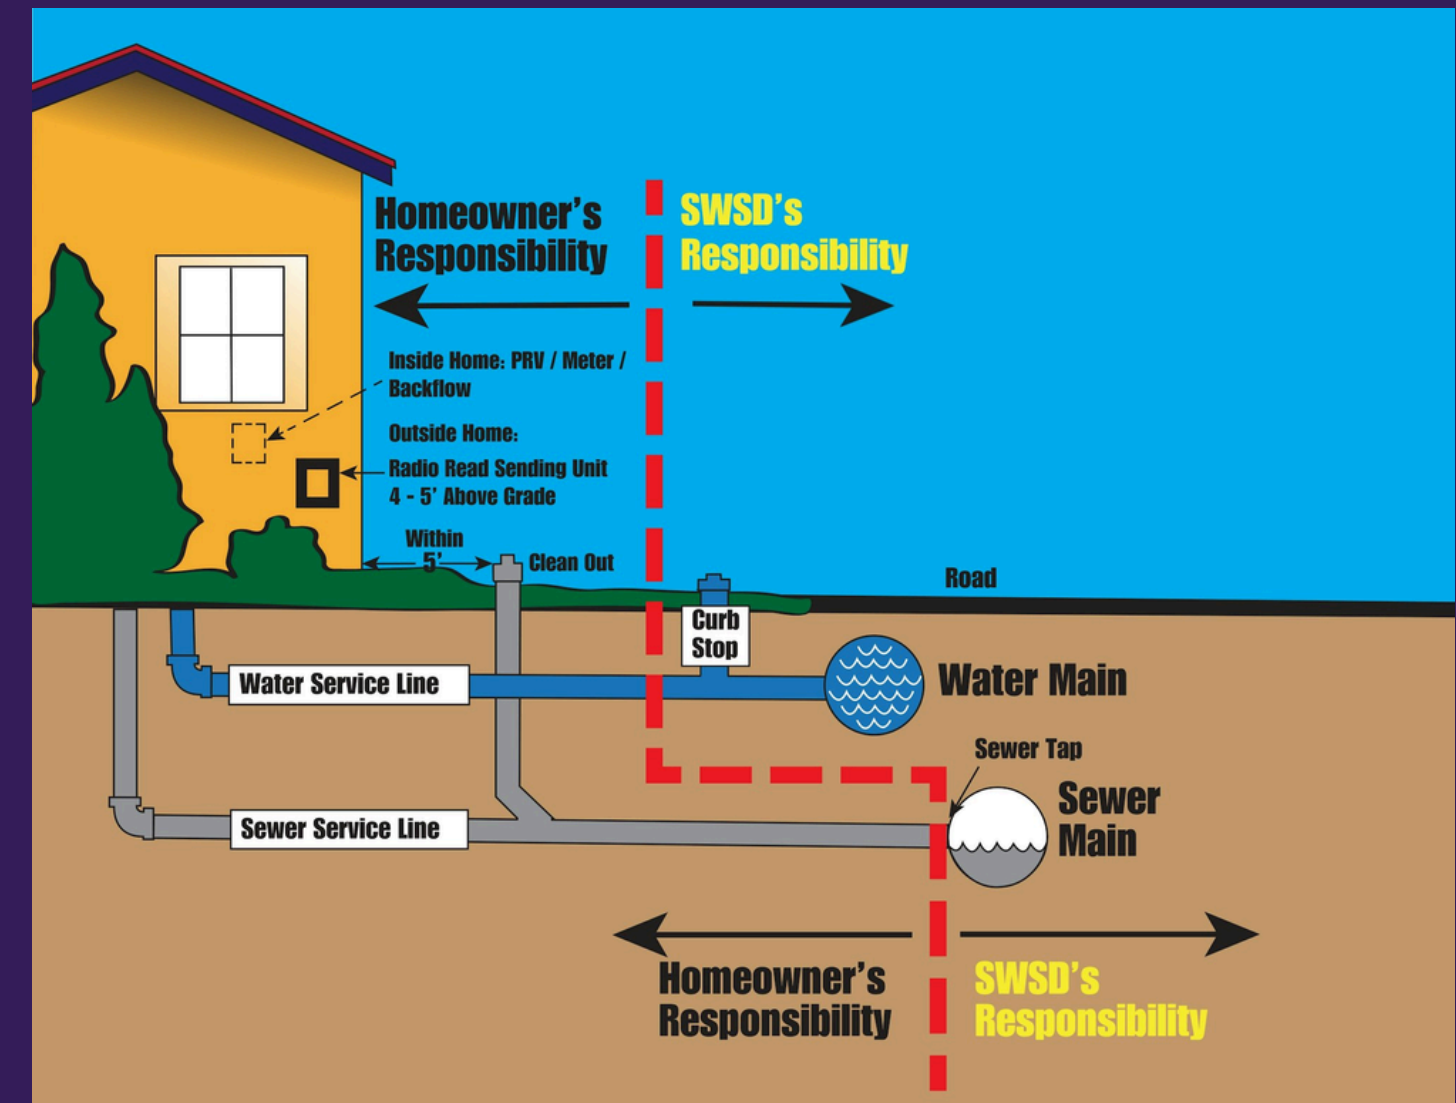 Homeowner's
Responsibility
SWSD's
Responsibility
Inside Home: PRV / Meter /
Backflow
Outside Home:
Radio Read Sending Unit
4 - 5' Above Grade
Within
5'
Clean Out
Road
Curb
Stop
Water Service Line
Water Main
Sewer Tap
Sewer
Main
Sewer Service Line
Homeowner's
Responsibility
SWSD's
Responsibility